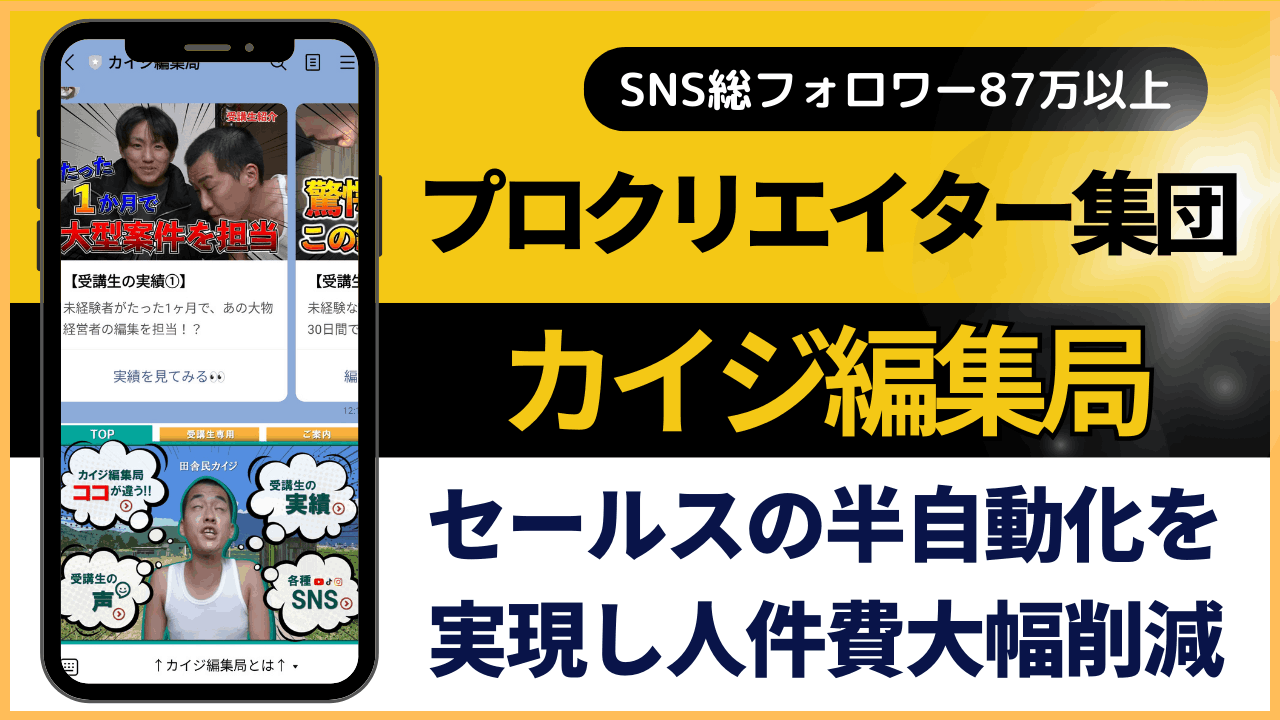 カイジ編集局
受講生紹介
たった
1か月で
大型案件を担当
この
【受講生の実績①】
未経験者がたった1ヶ月で、あの大物
経営者の編集を担当！？
実績を見てみる👀
【受講生
未経験な
30日間で
編
TOP
受講生専用
ご案内
田舎民カイジ
カイジ編集局
ココが違う!!
受講生の
実績
受講生の
声
各種
SNS
↑カイジ編集局とは↑
SNS総フォロワー87万以上
プロクリエイター集団
カイジ編集局
セールスの半自動化を
実現し人件費大幅削減